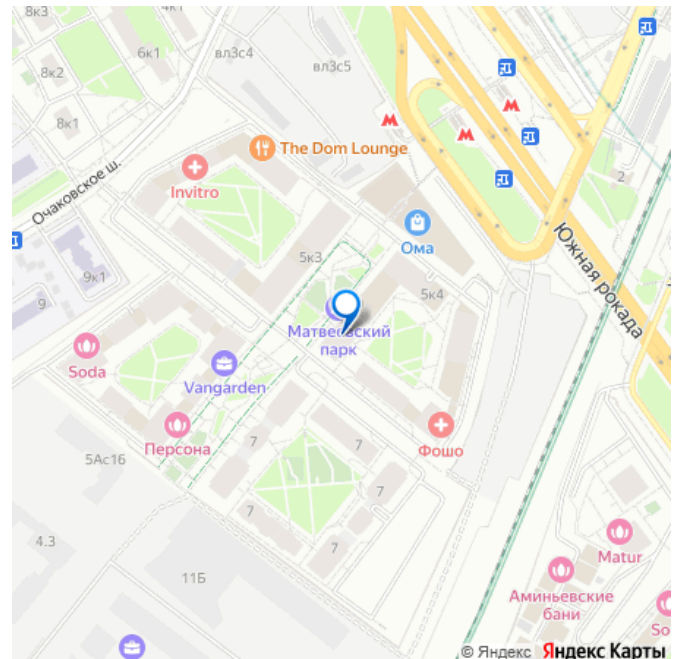 8к3
8к2
6к1
вл3с4
вл3с5
8к1
The Dom Lounge
Invitro
Очаковское ш.
2
Ома
Южная рокада
5к3
5к4
9к1
9
Матвеевский
парк
Soda
Vangarden
Персона
Фошо
7
7
7
7
7
5Ас16
4.3
11Б
Matur
Аминьевские
бани
So
© Яндекс Яндекс Карты